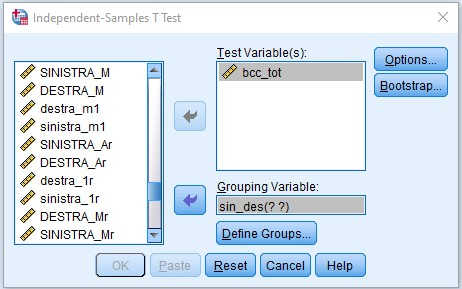 Independent-Samples T Test
SINISTRA_M
DESTRA_M
destra_m1
sinistra_m1
SINISTRA_Ar
DESTRA_Ar
destra_1r
sinistra_1r
DESTRA_Mr
SINISTRA_Mr
Test Variable(s):
bcc_tot
Grouping Variable:
sin_des(? ?)
Define Groups...
Options...
Bootstrap...
OK Paste Reset Cancel Help